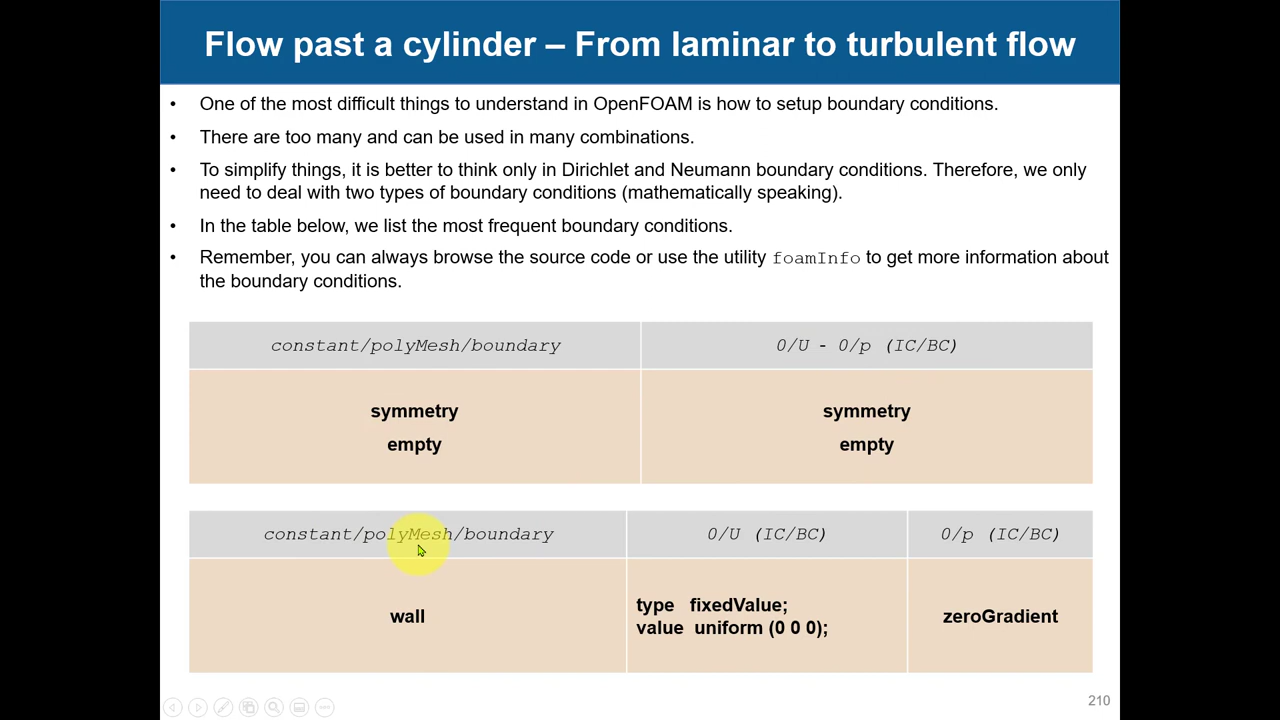 Flow past a cylinder – From laminar to turbulent flow
• One of the most difficult things to understand in OpenFOAM is how to setup boundary conditions.
• There are too many and can be used in many combinations.
• To simplify things, it is better to think only in Dirichlet and Neumann boundary conditions. Therefore, we only
need to deal with two types of boundary conditions (mathematically speaking).
• In the table below, we list the most frequent boundary conditions.
• Remember, you can always browse the source code or use the utility foamInfo to get more information about
the boundary conditions.
constant/polyMesh/boundary
0/U - 0/p (IC/BC)
symmetry
empty
symmetry
empty
constant/polyMesh/boundary
0/U (IC/BC)
0/p (IC/BC)
wall
type fixedValue;
value uniform (0 0 0);
zeroGradient
210